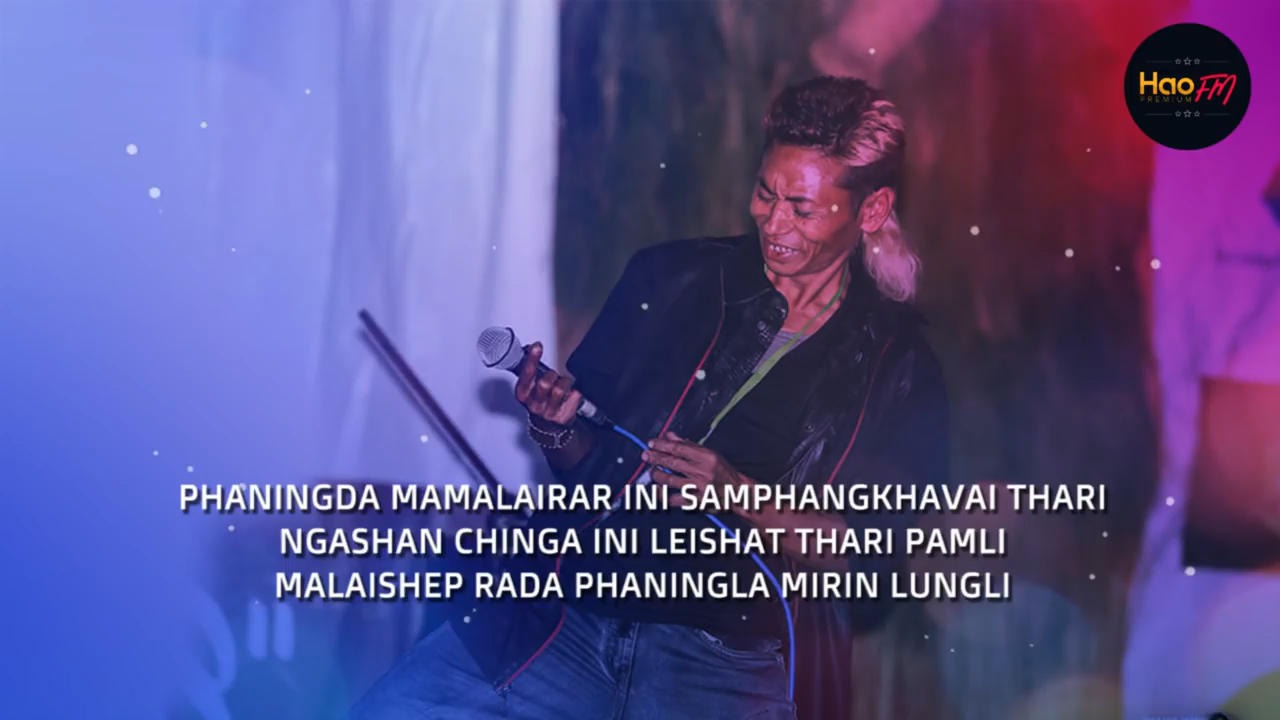 Hao FM
PREMIUM
PHANINGDA MAMALAIRAR INI SAMPHANGKHAVAI THARI
NGASHAN CHINGA INI LEISHAT THARI PAMLI
MALAISHEP RADA PHANINGLA MIRIN LUNGLI